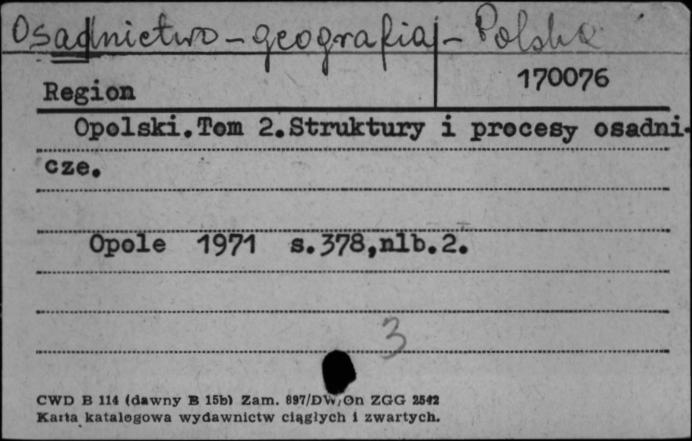 Osadnictwo - geografia - Polska
170076
Region
Opolski.Tom 2.Struktury i procesy osadni-
cze.
Opole 1971 s.378,nlb.2.
3
CWD B 114 (dawny B 15b) Zam. 697/DW/On ZGG 2542
Karta katalogowa wydawnictw ciągłych i zwartych.